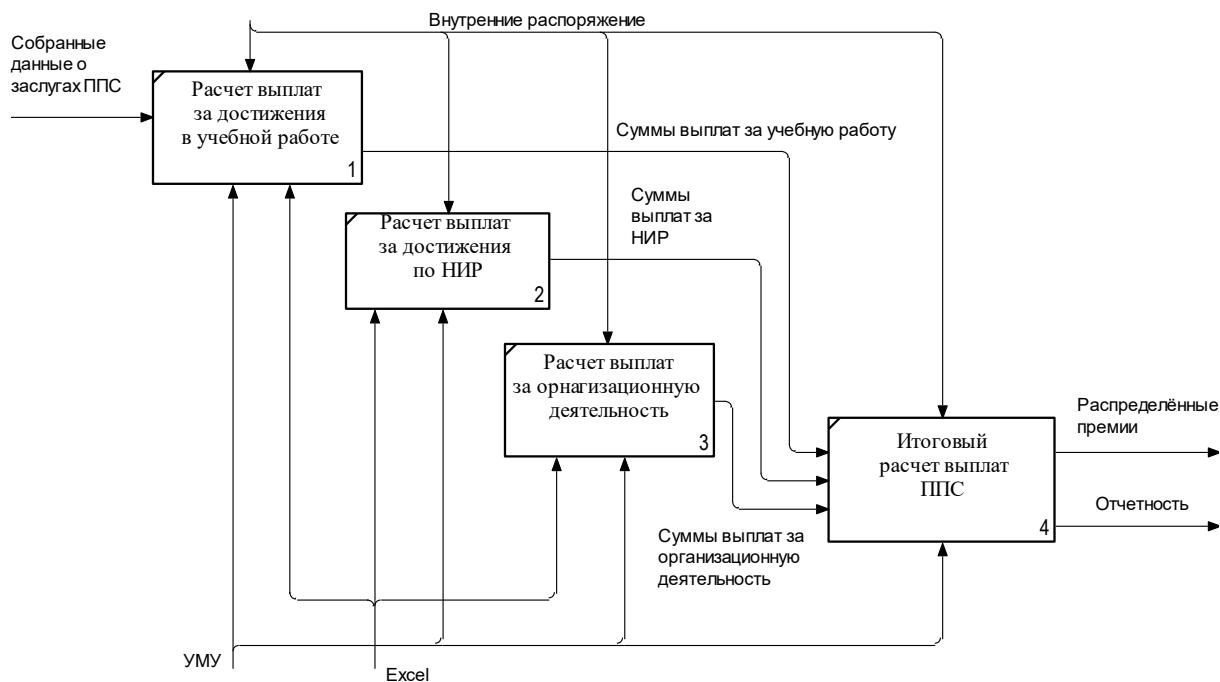 Внутренние распоряжение
Собранные
данные о
заслугах ППС
Расчет выплат
за достижения
в учебной работе
1
Суммы выплат за учебную работу
Расчет выплат
за достижения
по НИР
2
Суммы
выплат за
НИР
Расчет выплат
за орнагизационную
деятельность
3
Суммы выплат за
организационную
деятельность
Итоговый
расчет выплат
ППС
4
Распределённые
премии
Отчетность
УМУ
Excel